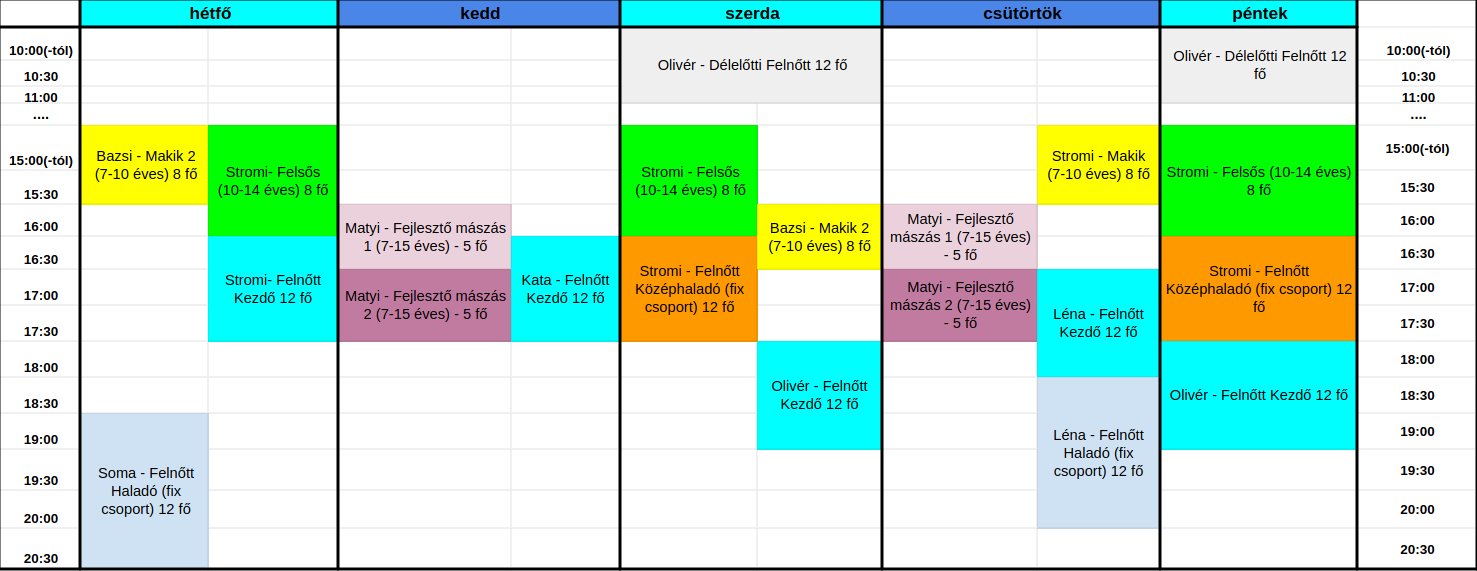 hétfő
kedd
szerda
csütörtök
péntek
10:00(-tól)
10:30
11:00
....
15:00(-tól)
15:30
16:00
16:30
17:00
17:30
18:00
18:30
19:00
19:30
20:00
20:30
Bazsi - Makik 2
(7-10 éves) 8 fő
Soma - Felnőtt
Haladó (fix
csoport) 12 fő
Stromi- Felsős
(10-14 éves) 8 fő
Stromi- Felnőtt
Kezdő 12 fő
Matyi - Fejlesztő mászás
1 (7-15 éves) - 5 fő
Matyi - Fejlesztő mászás
2 (7-15 éves) - 5 fő
Kata - Felnőtt
Kezdő 12 fő
Olivér - Délelőtti Felnőtt 12 fő
Stromi - Felsős
(10-14 éves) 8 fő
Stromi - Felnőtt
Középhaladó (fix
csoport) 12 fő
Bazsi - Makik 2
(7-10 éves) 8 fő
Olivér - Felnőtt
Kezdő 12 fő
Matyi - Fejlesztő
mászás 1 (7-15 éves)
- 5 fő
Matyi - Fejlesztő
mászás 2 (7-15 éves)
- 5 fő
Stromi - Makik
(7-10 éves) 8 fő
Léna - Felnőtt
Kezdő 12 fő
Léna - Felnőtt
Haladó (fix
csoport) 12 fő
Olivér - Délelőtti Felnőtt 12
fő
Stromi - Felsős (10-14 éves)
8 fő
Stromi - Felnőtt
Középhaladó (fix csoport) 12
fő
Olivér - Felnőtt Kezdő 12 fő
10:00(-tól)
10:30
11:00
....
15:00(-tól)
15:30
16:00
16:30
17:00
17:30
18:00
18:30
19:00
19:30
20:00
20:30